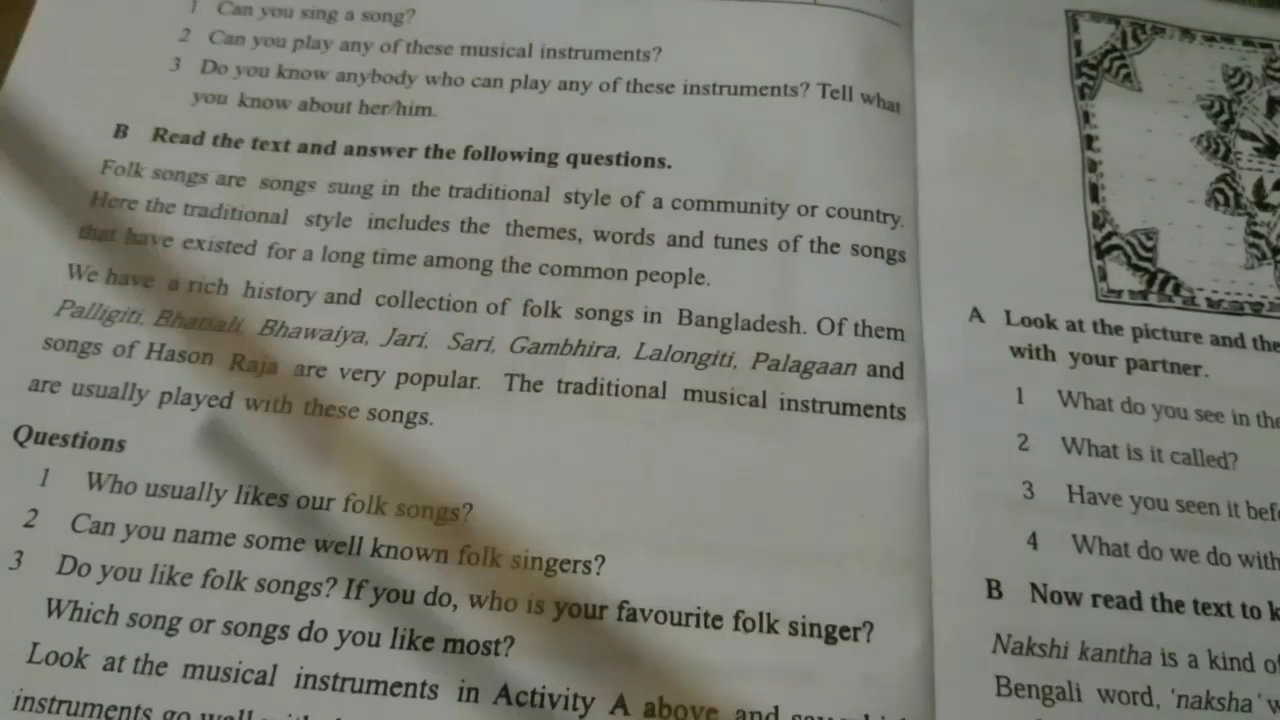 1 Can you sing a song?
2 Can you play any of these musical instruments?
3 Do you know anybody who can play any of these instruments? Tell what
you know about her/him.
B Read the text and answer the following questions.
Folk songs are songs sung in the traditional style of a community or country.
Here the traditional style includes the themes, words and tunes of the songs
that have existed for a long time among the common people.
We have a rich history and collection of folk songs in Bangladesh. Of them
Palligiti, Bhatiali, Bhawaiya, Jari, Sari, Gambhira, Lalongiti, Palagaan and
songs of Hason Raja are very popular. The traditional musical instruments
are usually played with these songs.
Questions
1 Who usually likes our folk songs?
2 Can you name some well known folk singers?
3 Do you like folk songs? If you do, who is your favourite folk singer?
Which song or songs do you like most?
Look at the musical instruments in Activity A above and
instruments go well
A Look at the picture and the
with your partner.
1 What do you see in the
2 What is it called?
3 Have you seen it bef
4 What do we do with
B Now read the text to k
Nakshi kantha is a kind of
Bengali word, 'naksha'